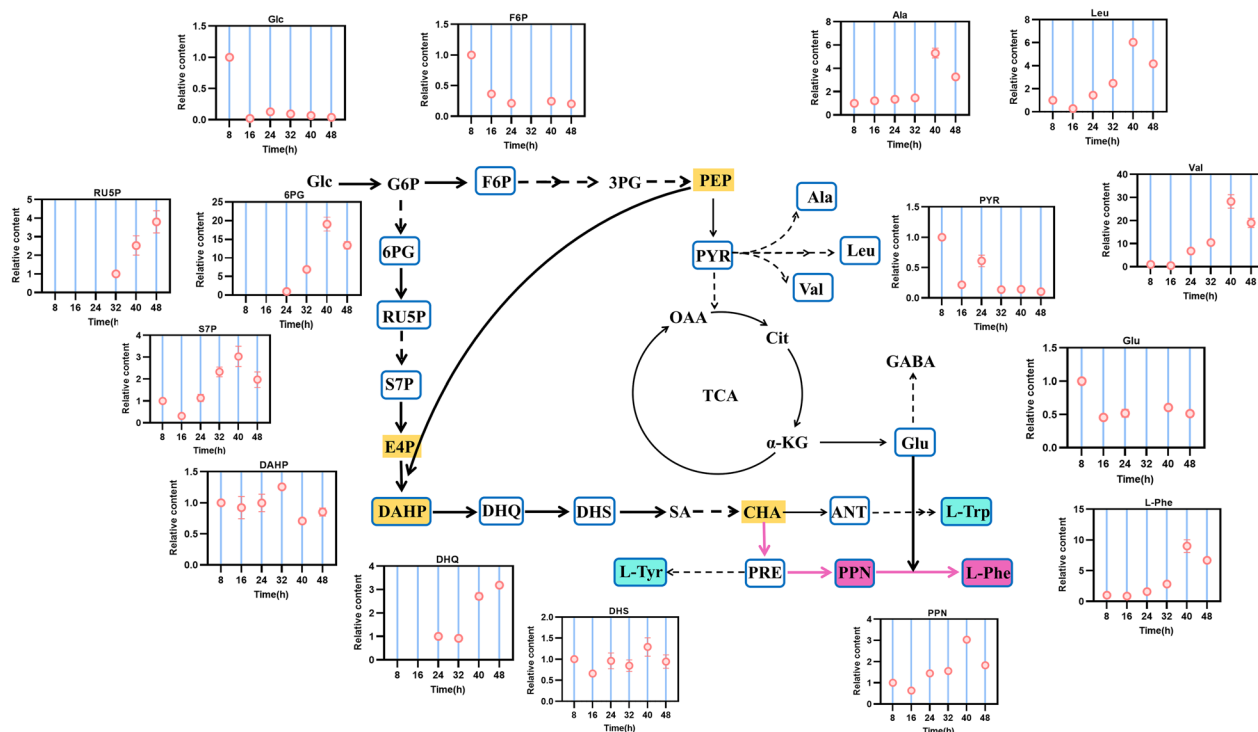 Glc
Relative content
1.5
1.0
0.5
0.0
8 16 24 32 40 48
Time(h)
F6P
Relative content
1.5
1.0
0.5
0.0
8 16 24 32 40 48
Time(h)
Ala
Relative content
8
6
4
2
0
8 16 24 32 40 48
Time(h)
Leu
Relative content
8
6
4
2
0
8 16 24 32 40 48
Time(h)
RU5P
Relative content
5
4
3
2
1
0
8 16 24 32 40 48
Time(h
6PG
Relative content
25
20
15
10
5
0
8 16 24 32 40 48
Time(h)
PYR
Relative content
1.5
1.0
0.5
0.0
8 16 24 32 40 48
Time(h)
Val
Relative content
40
30
20
10
0
8 16 24 32 40 48
Time(h)
S7P
Relative content
4
3
2
1
0
8 16 24 32 40 48
Time(h)
Glu
Relative content
1.5
1.0
0.5
0.0
8 16 24 32 40 48
Time(h)
DAHP
Relative content
1.5
1.0
0.5
0.0
8 16 24 32 40 48
Time(h)
L-Phe
Relative content
15
10
5
0
8 16 24 32 40 48
Time(h)
DHQ
Relative content
4
3
2
1
0
8 16 24 32 40 48
Time(h)
DHS
Relative content
2.0
1.5
1.0
0.5
0.0
8 16 24 32 40 48
Time(h)
PPN
Relative content
4
3
2
1
0
8 16 24 32 40 48
Time(h)
Glc G6P F6P 3PG PEP
6PG
RU5P
S7P
E4P
PYR
Ala
Leu
Val
OAA
Cit
TCA
α-KG
Glu
GABA
DAHP DHQ DHS SA CHA ANT L-Trp
L-Tyr PRE PPN L-Phe